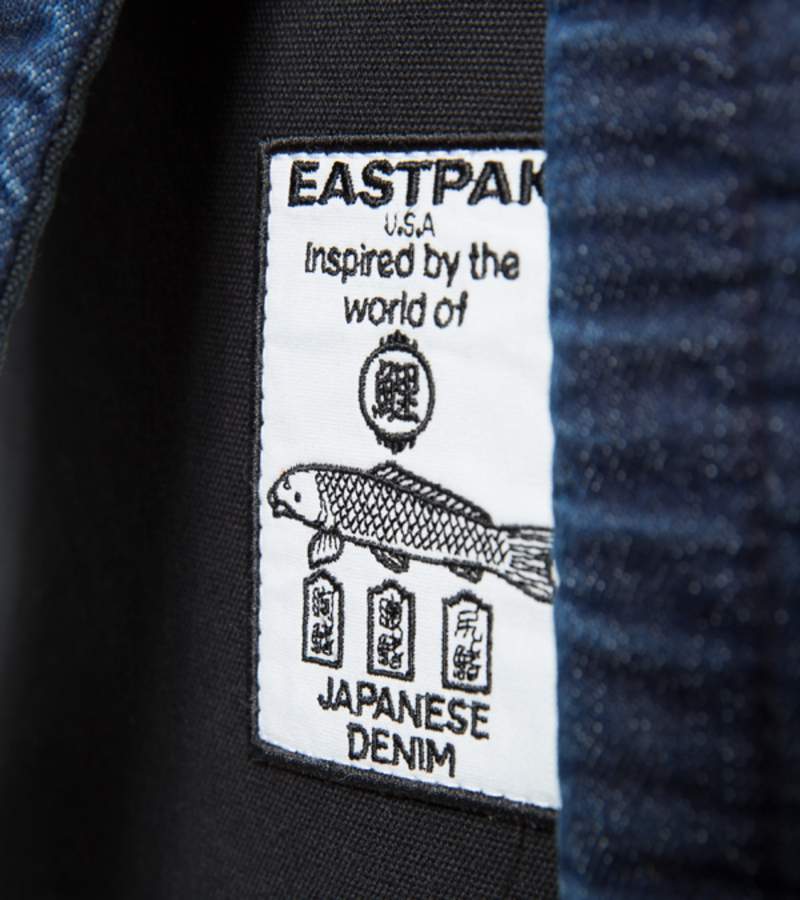 EASTPAK
U.S.A
Inspired by the
world of
鯉
JAPANESE
DENIM